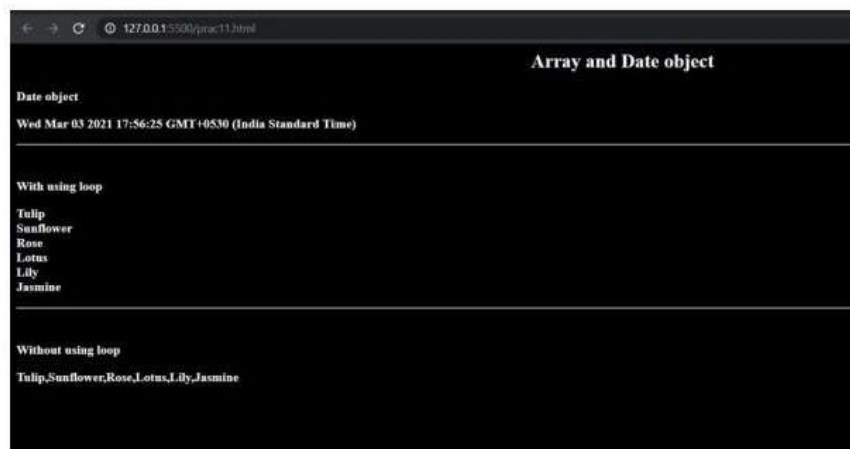 127.0.0.1:5500/prac11.html
Array and Date object
Date object
Wed Mar 03 2021 17:56:25 GMT+0530 (India Standard Time)
With using loop
Tulip
Sunflower
Rose
Lotus
Lily
Jasmine
Without using loop
Tulip,Sunflower,Rose,Lotus,Lily,Jasmine